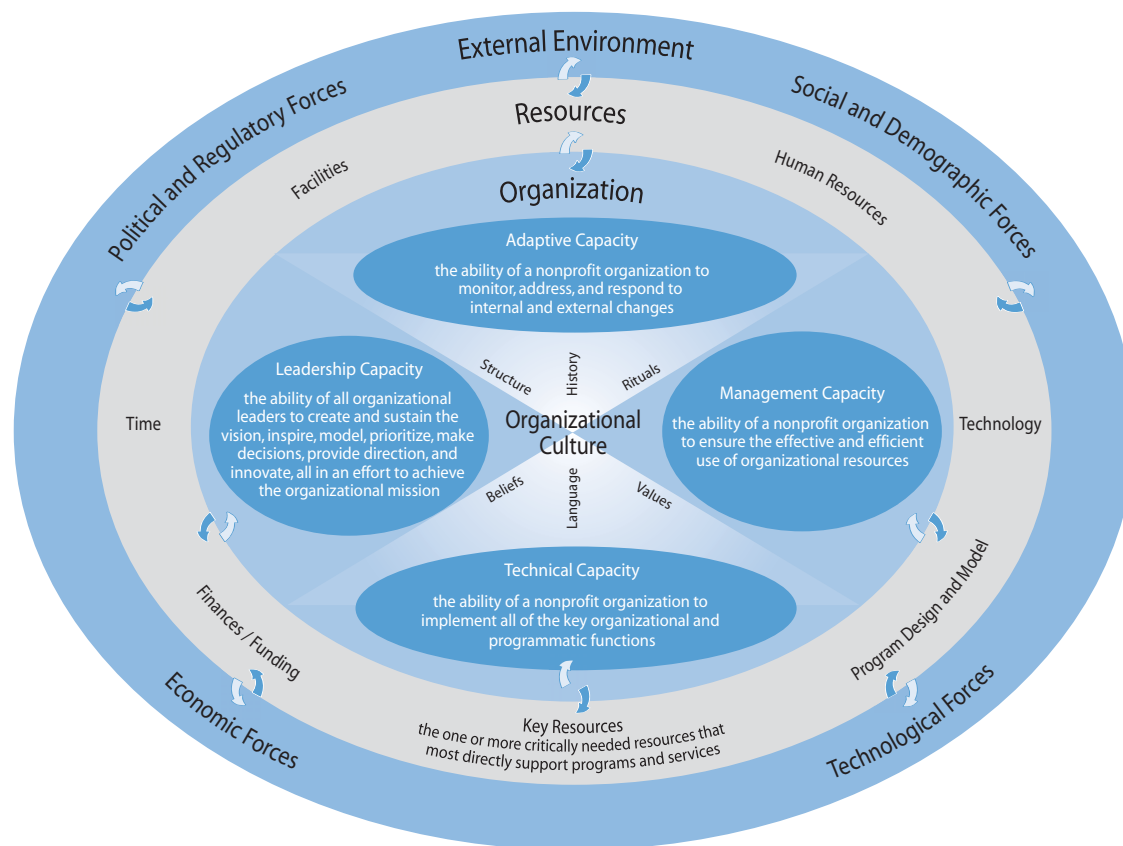 External Environment
Political and Regulatory Forces
Social and Demographic Forces
Resources
Facilities
Human Resources
Organization
Adaptive Capacity
the ability of a nonprofit organization to
monitor, address, and respond to
internal and external changes
Structure
History
Rituals
Leadership Capacity
the ability of all organizational
leaders to create and sustain the
vision, inspire, model, prioritize, make
decisions, provide direction, and
innovate, all in an effort to achieve
the organizational mission
Management Capacity
the ability of a nonprofit organization
to ensure the effective and efficient
use of organizational resources
Time
Organizational
Culture
Technology
Beliefs
Language
Values
Technical Capacity
the ability of a nonprofit organization to
implement all of the key organizational and
programmatic functions
Finances / Funding
Program Design and Model
Economic Forces
Technological Forces
Key Resources
the one or more critically needed resources that
most directly support programs and services